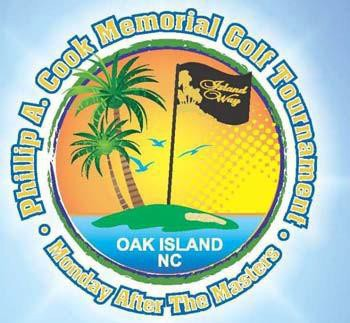 Phillip A. Cook Memorial Golf Tournament
Island
Way
OAK ISLAND
NC
Monday After The Masters